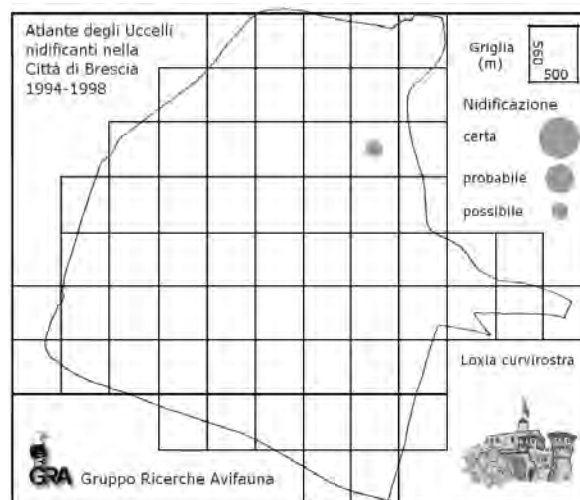 Atlante degli Uccelli
nidificanti nella
Città di Brescia
1994-1998
Griglia
(m)
560
500
Nidificazione
certa
probabile
possibile
Loxia curvirostra
GRA Gruppo Ricerche Avifauna